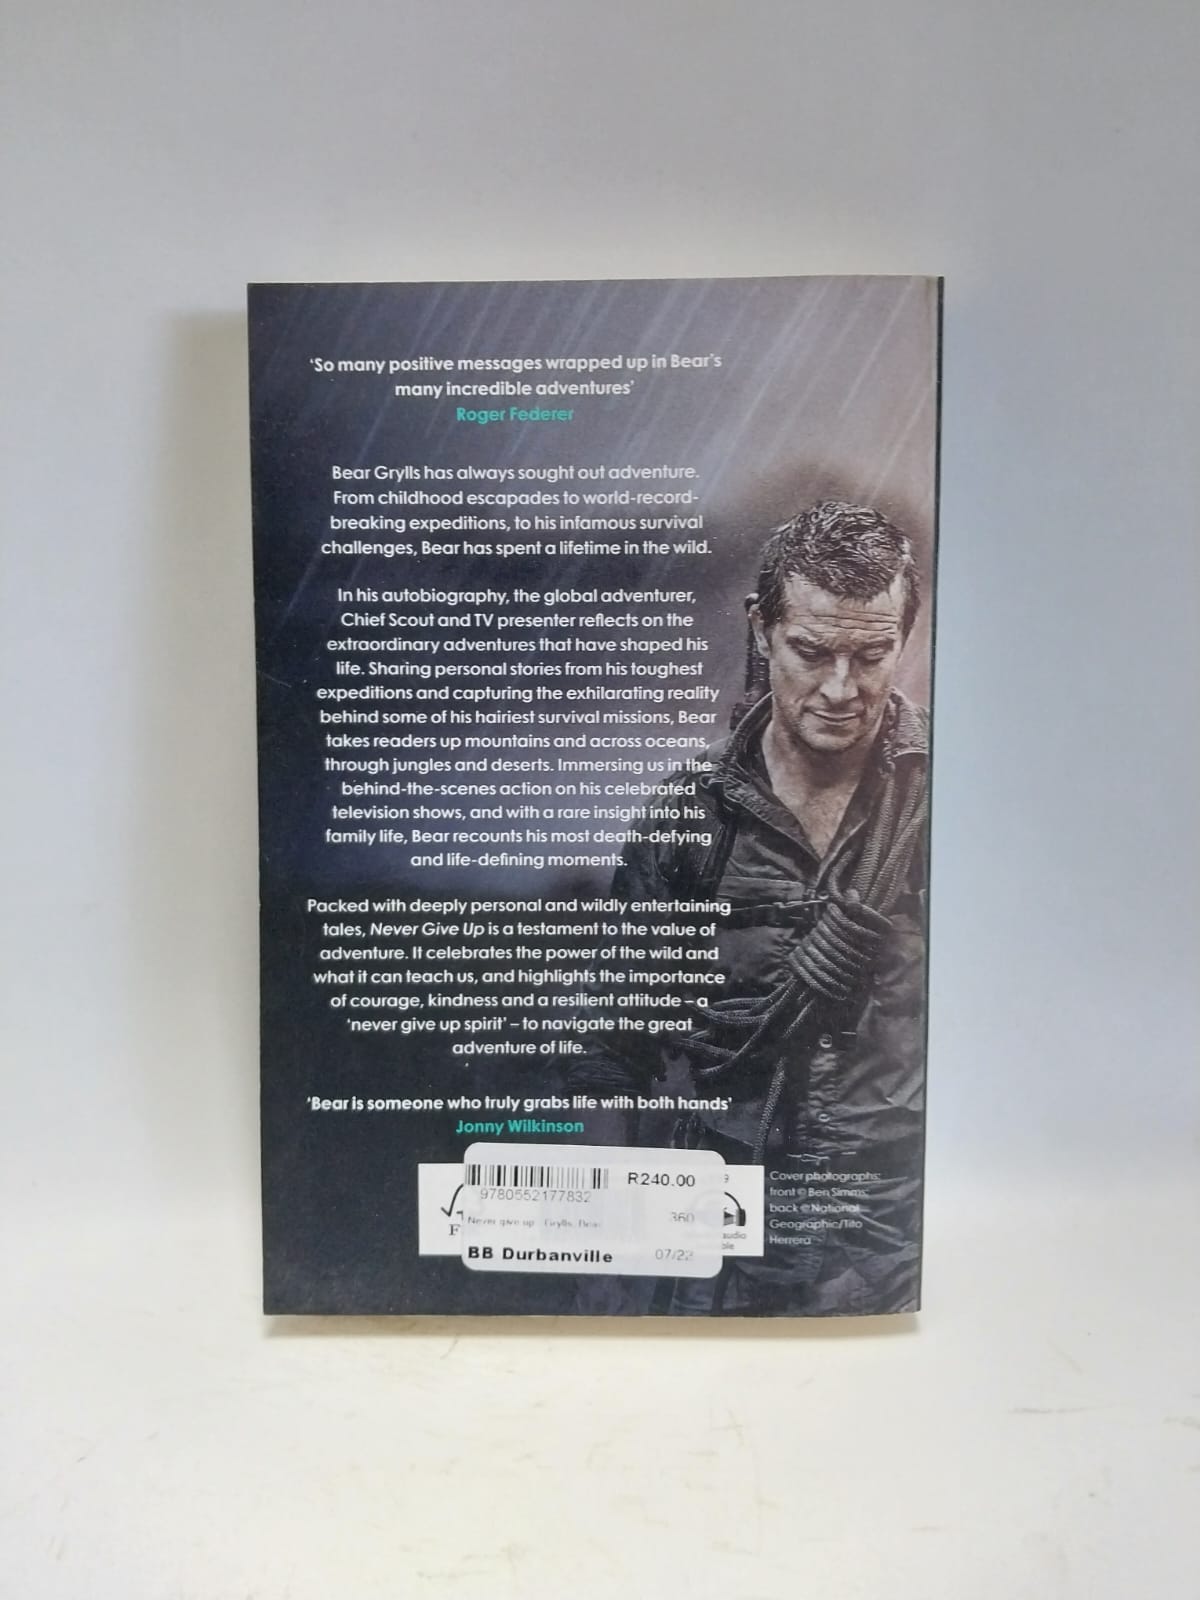 ‘So many positive messages wrapped up in Bear’s
many incredible adventures’
Roger Federer
Bear Grylls has always sought out adventure.
From childhood escapades to world-record-
breaking expeditions, to his infamous survival
challenges, Bear has spent a lifetime in the wild.
In his autobiography, the global adventurer,
Chief Scout and TV presenter reflects on the
extraordinary adventures that have shaped his
life. Sharing personal stories from his toughest
expeditions and capturing the exhilarating reality
behind some of his hairiest survival missions, Bear
takes readers up mountains and across oceans,
through jungles and deserts. Immersing us in the
behind-the-scenes action on his celebrated
television shows, and with a rare insight into his
family life, Bear recounts his most death-defying
and life-defining moments.
Packed with deeply personal and wildly entertaining
tales, Never Give Up is a testament to the value of
adventure. It celebrates the power of the wild and
what it can teach us, and highlights the importance
of courage, kindness and a resilient attitude – a
‘never give up spirit’ – to navigate the great
adventure of life.
‘Bear is someone who truly grabs life with both hands’
Jonny Wilkinson
R240.00
9780552177832
Never give up Grylls, Bear
360
BB Durbanville
07/22
9
F
Cover photographs:
front © Ben Simms;
back © National
Geographic/Tito
Herrera